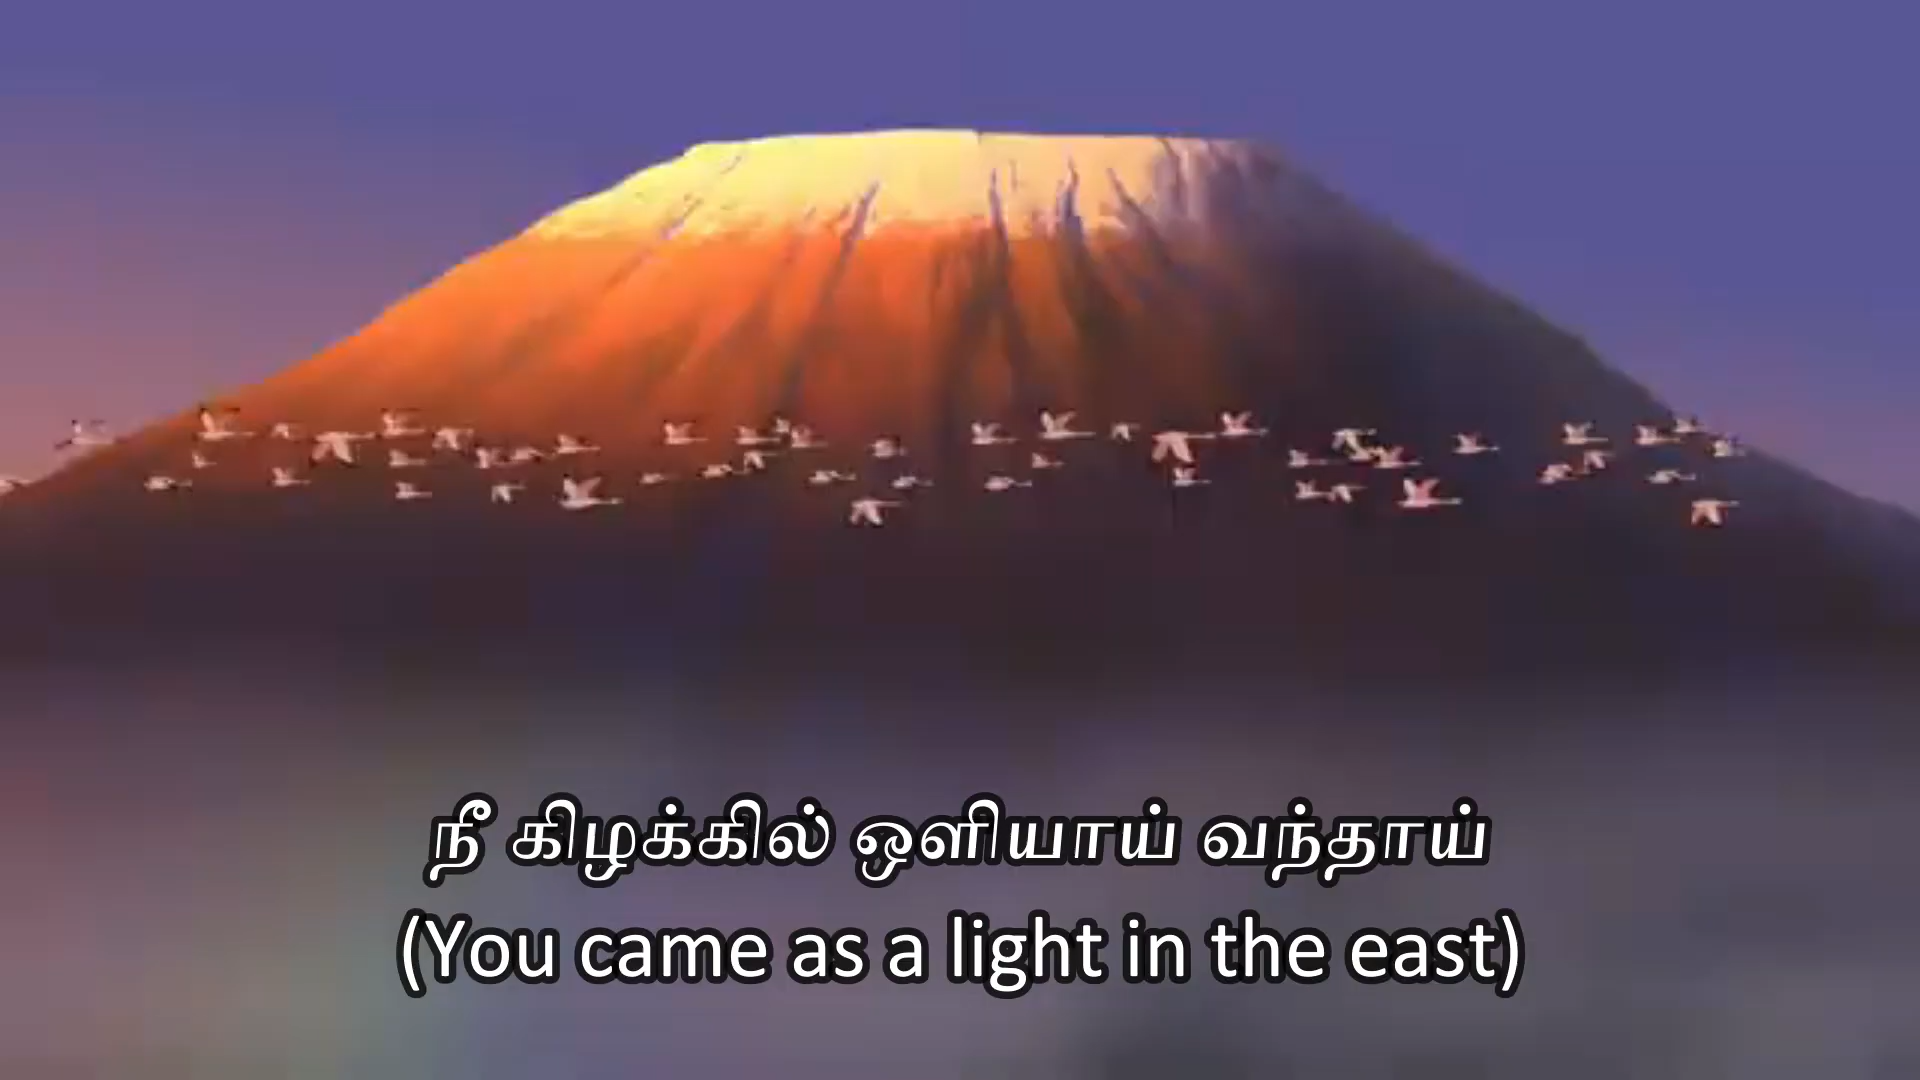 நீ கிழக்கில் ஒளியாய் வந்தாய்
(You came as a light in the east)